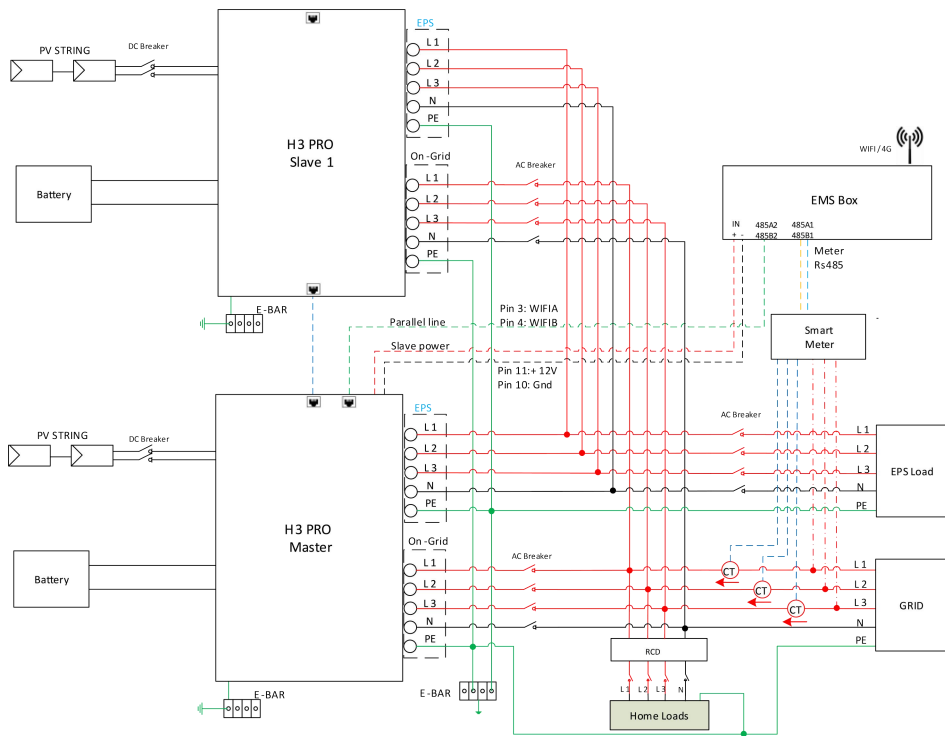 EPS
L 1
L 2
L 3
N
PE
PV STRING
DC Breaker
H3 PRO
Slave 1
On -Grid
L 1
L 2
L 3
N
PE
AC Breaker
Battery
E-BAR
WIFI/4G
EMS Box
IN
+ -
485A2
485B2
485A1
485B1
Meter
Rs485
Pin 3: WIFIA
Pin 4: WIFIB
Parallel line
Slave power
Pin 11:+ 12V
Pin 10: Gnd
Smart
Meter
-
EPS
L 1
L 2
L 3
N
PE
PV STRING
DC Breaker
H3 PRO
Master
AC Breaker
L 1
L 2
L 3
N
PE
EPS Load
On -Grid
L 1
L 2
L 3
N
PE
AC Breaker
Battery
CT
CT
CT
L 1
L 2
L 3
N
PE
GRID
E-BAR
E-BAR
RCD
L 1
L 2
L 3
N
Home Loads